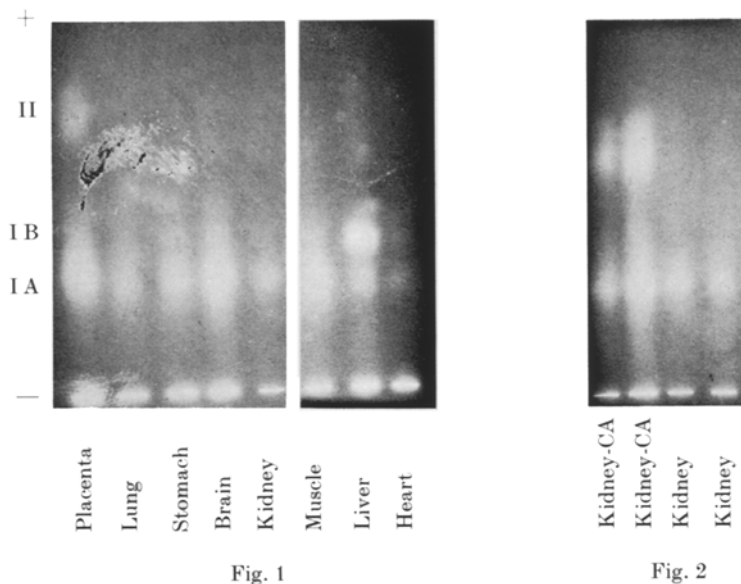 +
II
I B
I A
—
Placenta
Lung
Stomach
Brain
Kidney
Muscle
Liver
Heart
Kidney-CA
Kidney-CA
Kidney
Kidney
Fig. 1
Fig. 2